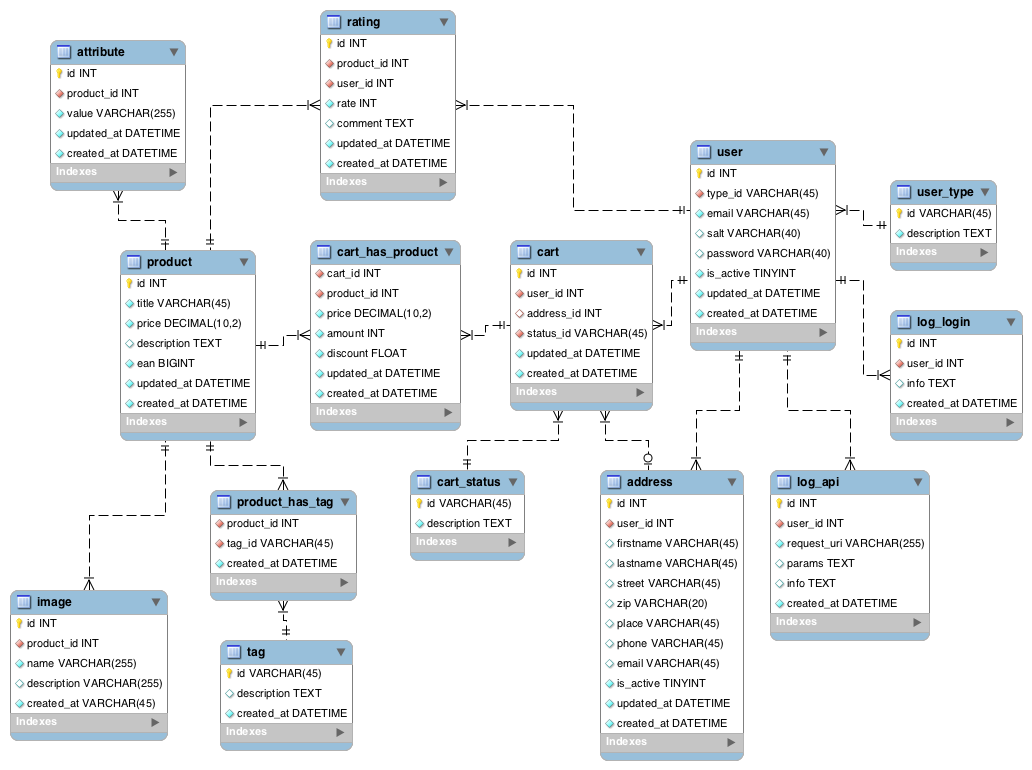 rating
id INT
product_id INT
user_id INT
rate INT
comment TEXT
updated_at DATETIME
created_at DATETIME
Indexes
attribute
id INT
product_id INT
value VARCHAR(255)
updated_at DATETIME
created_at DATETIME
Indexes
user
id INT
type_id VARCHAR(45)
email VARCHAR(45)
salt VARCHAR(40)
password VARCHAR(40)
is_active TINYINT
updated_at DATETIME
created_at DATETIME
Indexes
user_type
id VARCHAR(45)
description TEXT
Indexes
product
id INT
title VARCHAR(45)
price DECIMAL(10,2)
description TEXT
ean BIGINT
updated_at DATETIME
created_at DATETIME
Indexes
cart_has_product
cart_id INT
product_id INT
price DECIMAL(10,2)
amount INT
discount FLOAT
updated_at DATETIME
created_at DATETIME
Indexes
cart
id INT
user_id INT
address_id INT
status_id VARCHAR(45)
updated_at DATETIME
created_at DATETIME
Indexes
log_login
id INT
user_id INT
info TEXT
created_at DATETIME
Indexes
product_has_tag
product_id INT
tag_id VARCHAR(45)
created_at DATETIME
Indexes
cart_status
id VARCHAR(45)
description TEXT
Indexes
address
id INT
user_id INT
firstname VARCHAR(45)
lastname VARCHAR(45)
street VARCHAR(45)
zip VARCHAR(20)
place VARCHAR(45)
phone VARCHAR(45)
email VARCHAR(45)
is_active TINYINT
updated_at DATETIME
created_at DATETIME
Indexes
log_api
id INT
user_id INT
request_uri VARCHAR(255)
params TEXT
info TEXT
created_at DATETIME
Indexes
image
id INT
product_id INT
name VARCHAR(255)
description VARCHAR(255)
created_at VARCHAR(45)
Indexes
tag
id VARCHAR(45)
description TEXT
created_at DATETIME
Indexes